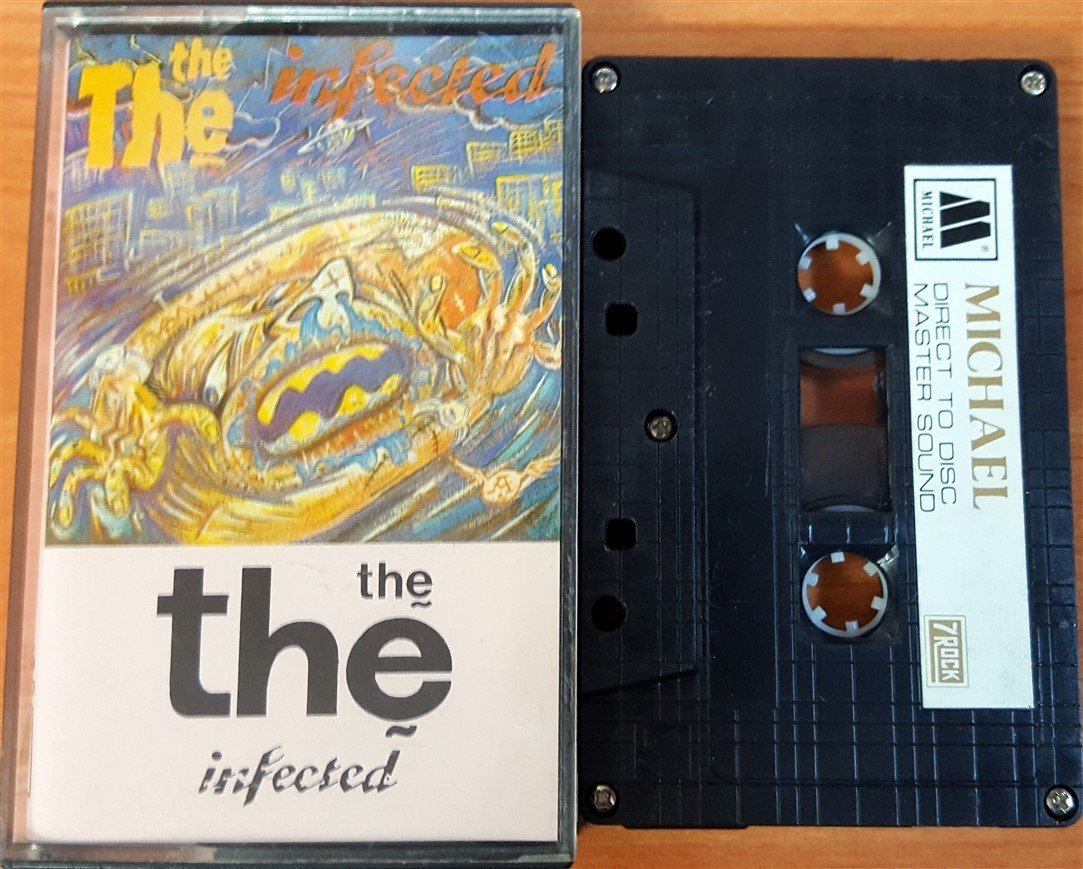 the
The
infected
the
the
infected
MICHAEL
®
MICHAEL
DIRECT TO DISC
MASTER SOUND
7 ROCK